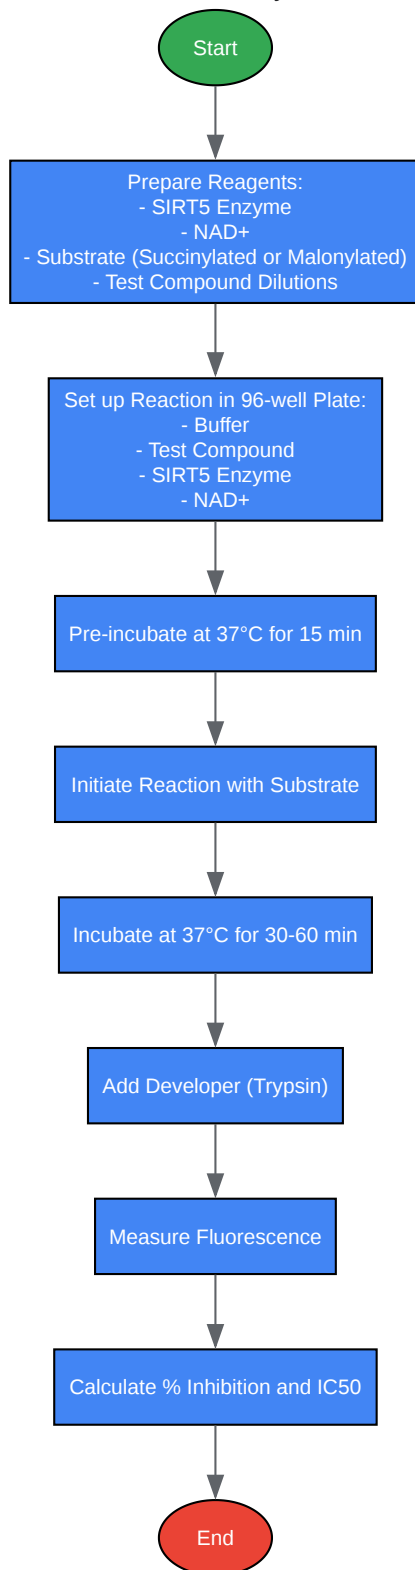 Start
Prepare Reagents:
- SIRT5 Enzyme
- NAD+
- Substrate (Succinylated or Malonylated)
- Test Compound Dilutions
Set up Reaction in 96-well Plate:
- Buffer
- Test Compound
- SIRT5 Enzyme
- NAD+
Pre-incubate at 37°C for 15 min
Initiate Reaction with Substrate
Incubate at 37°C for 30-60 min
Add Developer (Trypsin)
Measure Fluorescence
Calculate % Inhibition and IC50
End